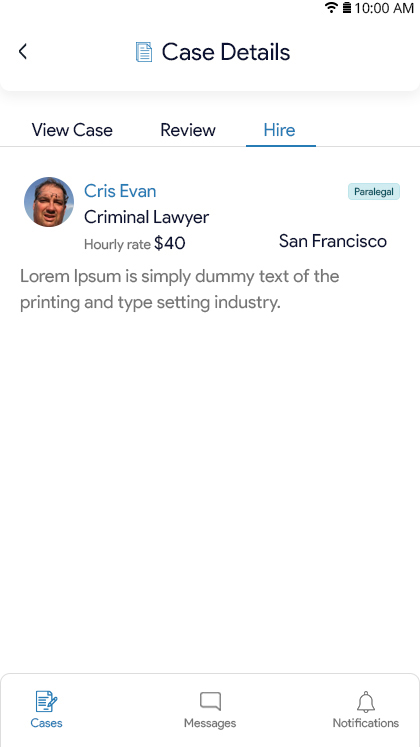 10:00 AM
Case Details
View Case Review Hire
Cris Evan Paralegal
Criminal Lawyer
Hourly rate $40 San Francisco
Lorem Ipsum is simply dummy text of the
printing and type setting industry.
Cases Messages Notifications